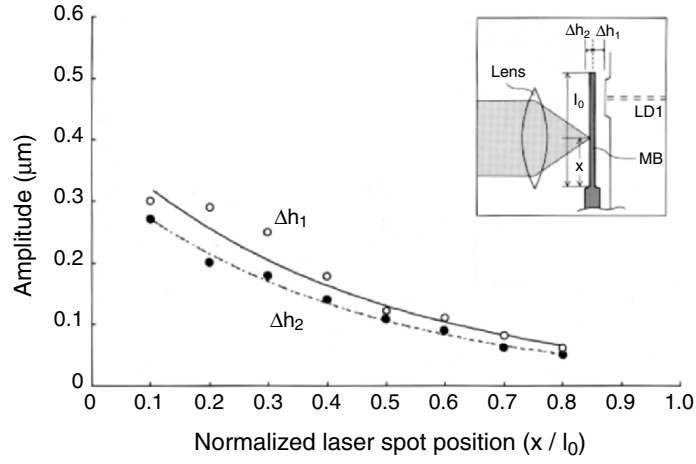 0.6
0.5
0.4
0.3
0.2
0.1
0
Amplitude (μm)
Δh₂ Δh₁
Lens
l₀
LD1
x
MB
Δh₁
Δh₂
0 0.1 0.2 0.3 0.4 0.5 0.6 0.7 0.8 0.9 1.0
Normalized laser spot position (x / l₀)